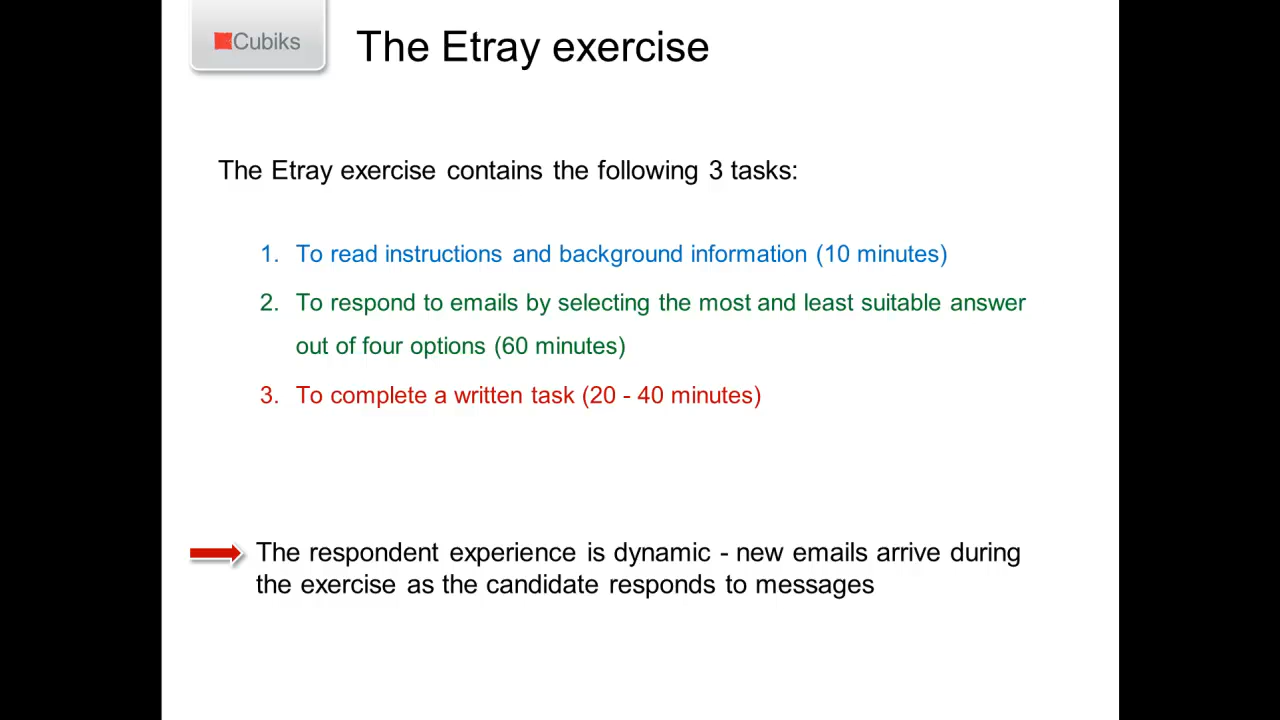 Cubiks
The Etray exercise
The Etray exercise contains the following 3 tasks:
1. To read instructions and background information (10 minutes)
2. To respond to emails by selecting the most and least suitable answer
out of four options (60 minutes)
3. To complete a written task (20 - 40 minutes)
The respondent experience is dynamic - new emails arrive during
the exercise as the candidate responds to messages